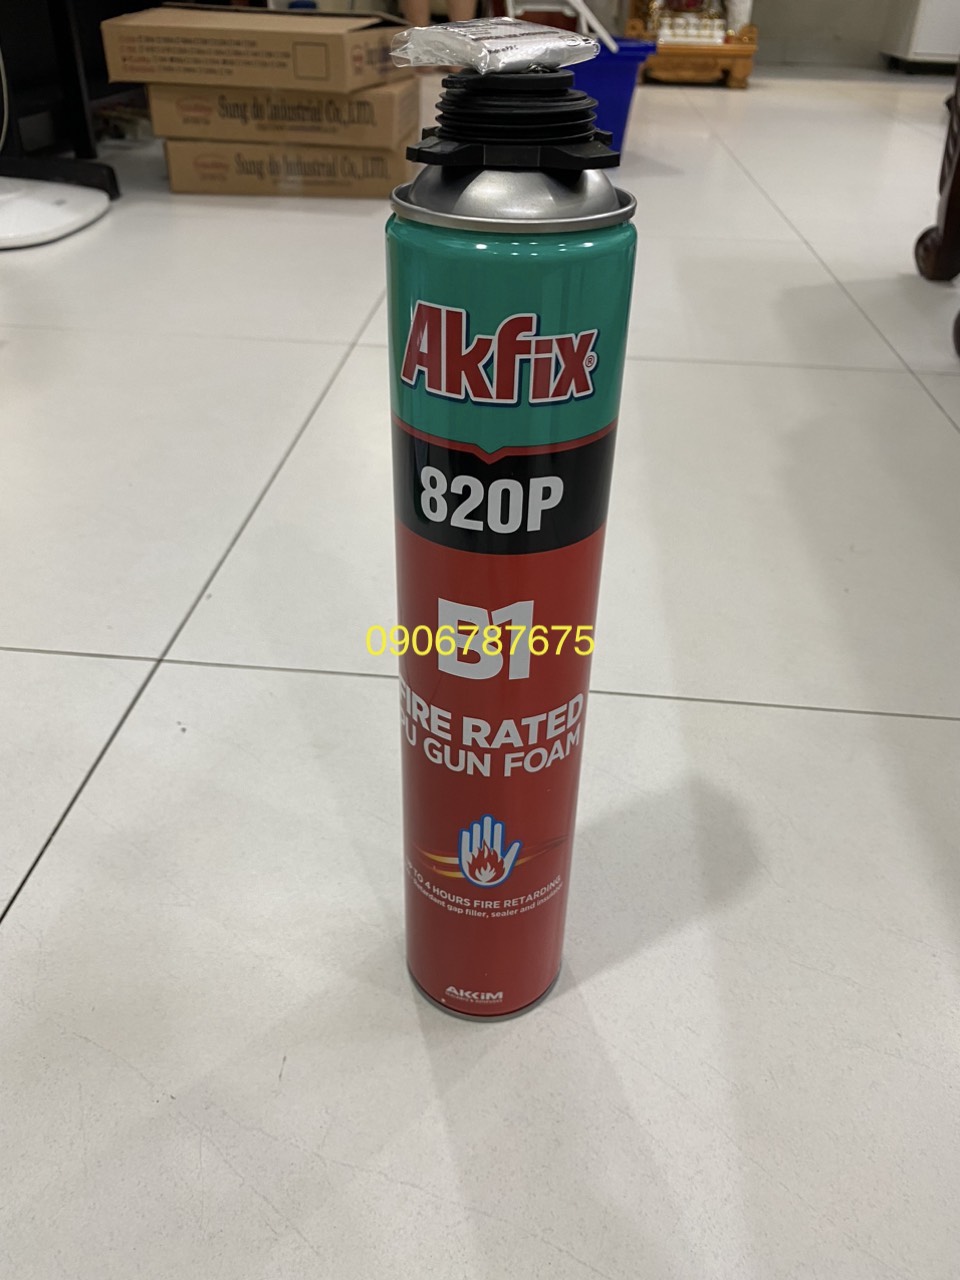 Sung do Industrial Co.,LTD.
Sung do Industrial Co.,LTD.
Akfix®
820P
B1
0906787675
FIRE RATED
PU GUN FOAM
TO 4 HOURS FIRE RETARDING
gap filler, sealer and
AKKİM